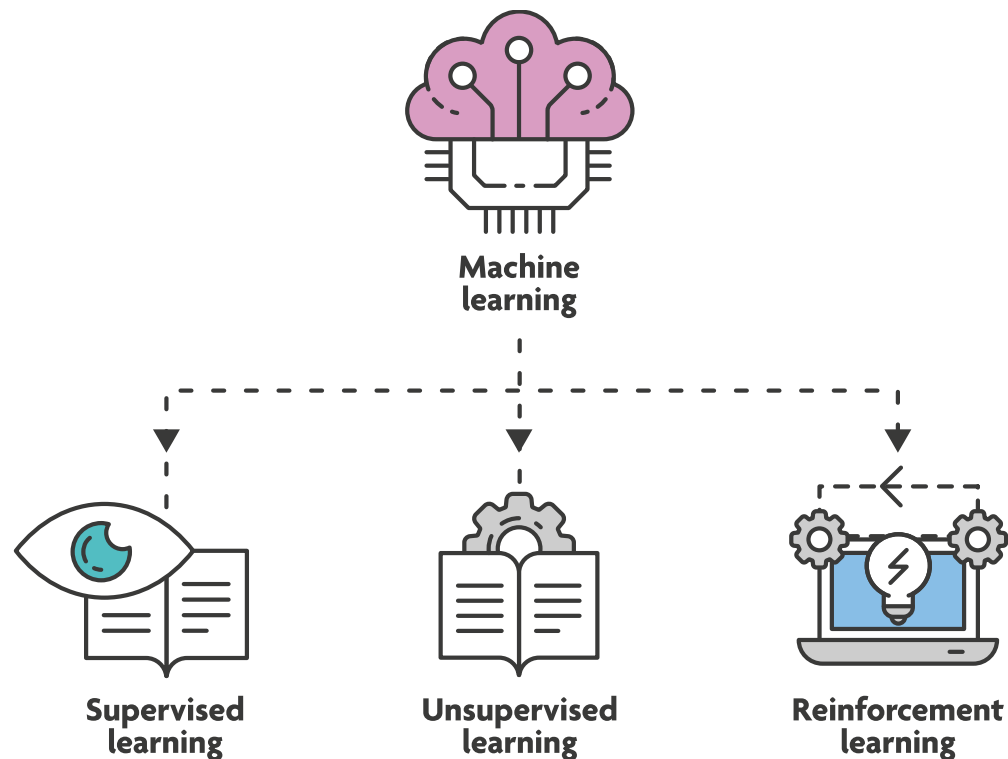 Machine
learning
Supervised
learning
Unsupervised
learning
Reinforcement
learning